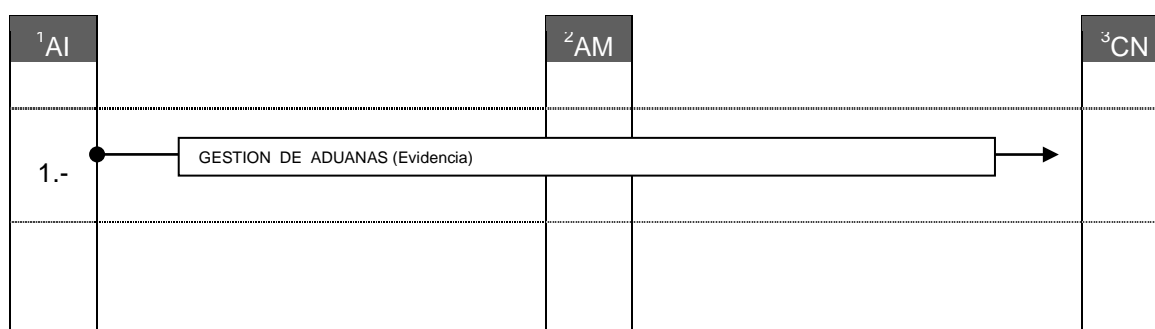 ¹AI ²AM ³CN
1.- GESTION DE ADUANAS (Evidencia)